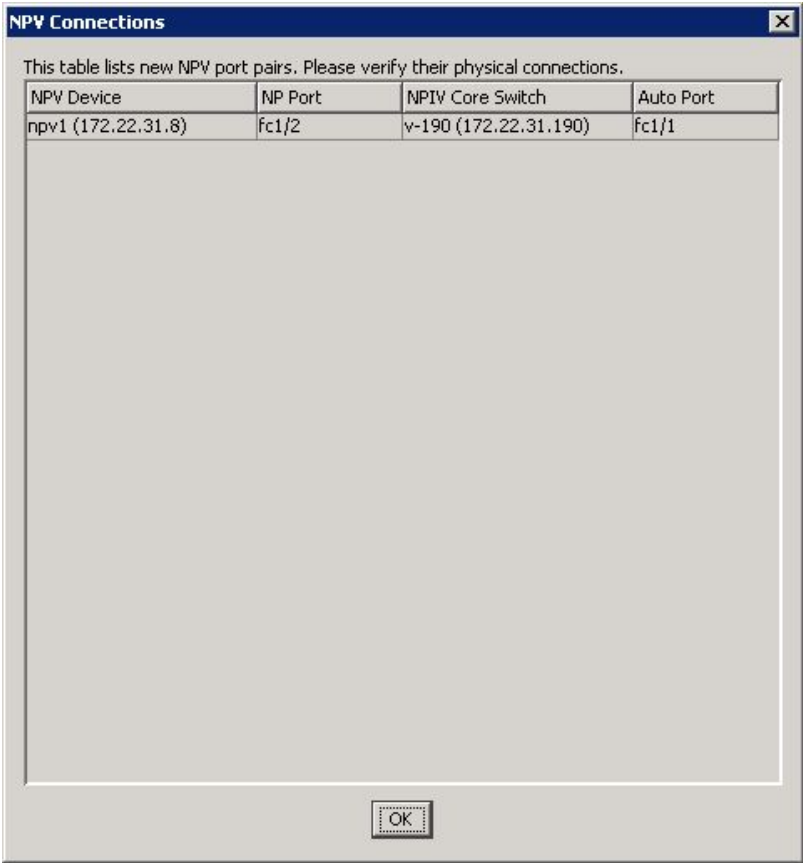 NPV Connections
This table lists new NPV port pairs. Please verify their physical connections.
NPV Device NP Port NPIV Core Switch Auto Port
npv1 (172.22.31.8) fc1/2 v-190 (172.22.31.190) fc1/1
OK